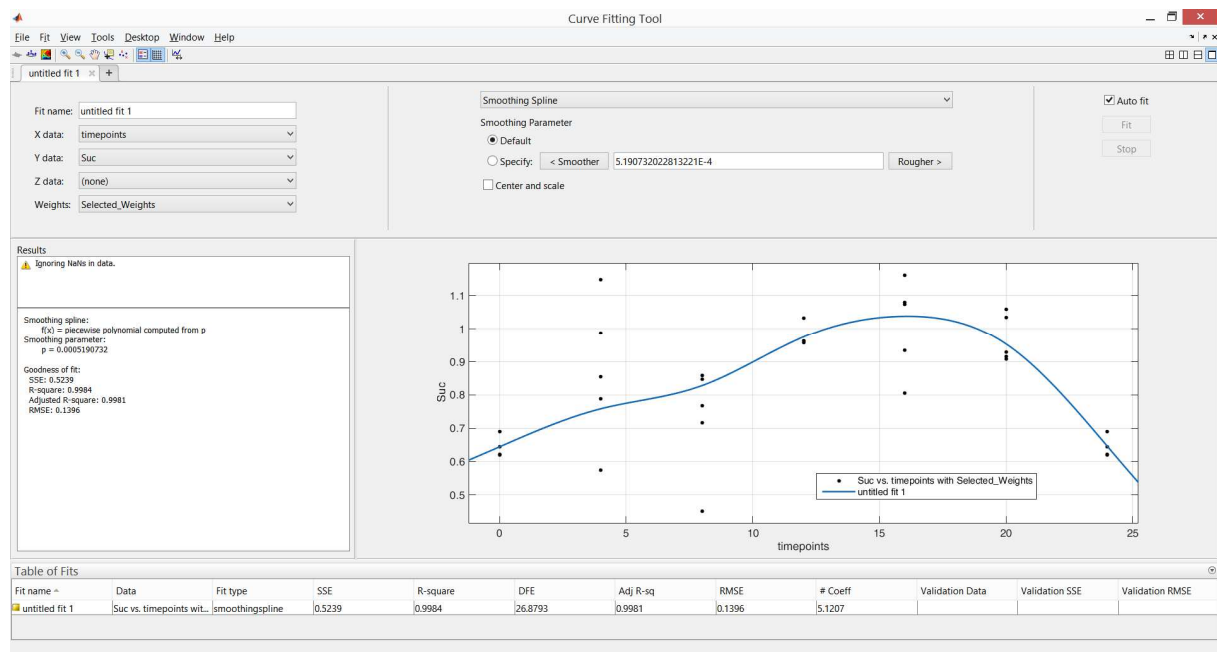 Curve Fitting Tool
File Fit View Tools Desktop Window Help
untitled fit 1
Fit name: untitled fit 1
X data: timepoints
Y data: Suc
Z data: (none)
Weights: Selected_Weights
Smoothing Spline
Smoothing Parameter
Default
Specify: < Smoother 5.190732022813221E-4 Rougher >
Center and scale
Auto fit
Fit
Stop
Results
Ignoring NaNs in data.
Smoothing spline:
f(x) = piecewise polynomial computed from p
Smoothing parameter:
p = 0.0005190732
Goodness of fit:
SSE: 0.5239
R-square: 0.9984
Adjusted R-square: 0.9981
RMSE: 0.1396
1.1
1
0.9
0.8
0.7
0.6
0.5
Suc
0 5 10 15 20 25
timepoints
Suc vs. timepoints with Selected_Weights
untitled fit 1
Table of Fits
Fit name Data Fit type SSE R-square DFE Adj R-sq RMSE # Coeff Validation Data Validation SSE Validation RMSE
untitled fit 1 Suc vs. timepoints wit... smoothingspline 0.5239 0.9984 26.8793 0.9981 0.1396 5.1207